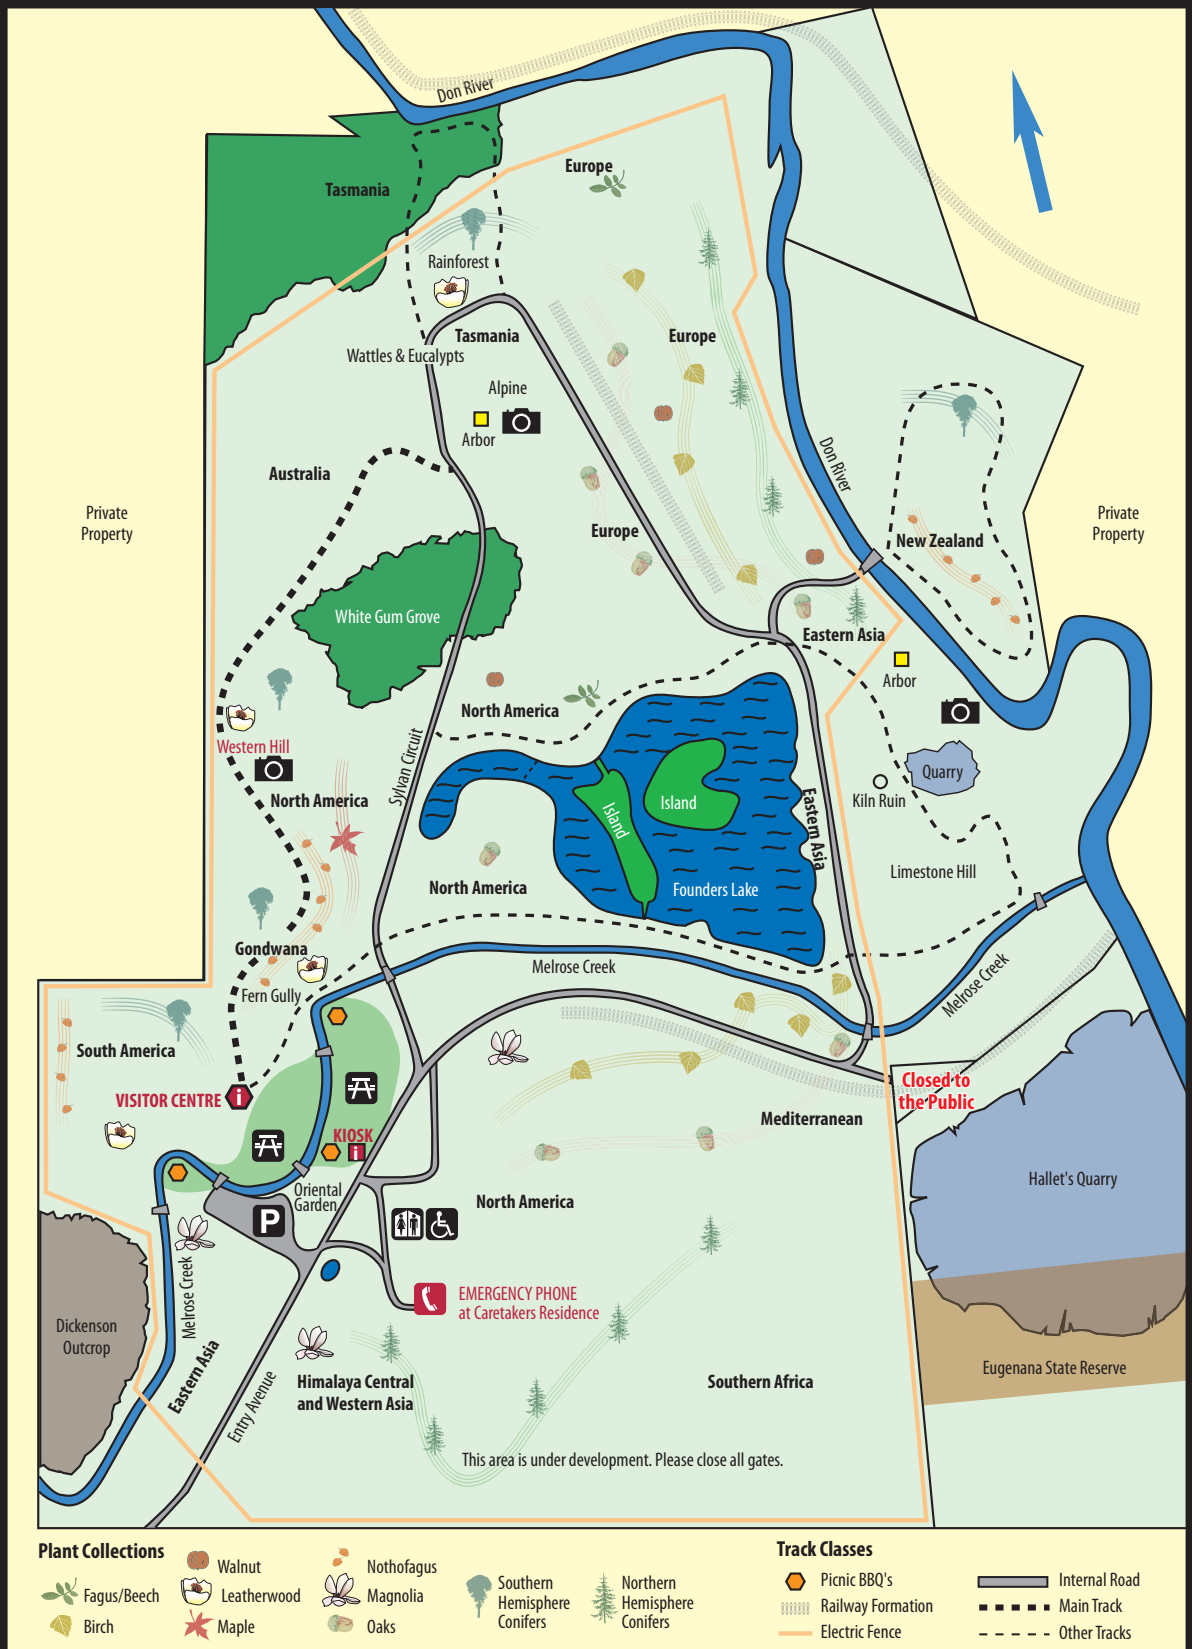 Don River
Europe
Tasmania
Rainforest
Tasmania
Europe
Wattles & Eucalypts
Alpine
Arbor
Don River
Australia
Private
Property
Private
Property
Europe
New Zealand
White Gum Grove
Eastern Asia
Arbor
North America
Western Hill
Sylvan Circuit
Quarry
Kiln Ruin
North America
Island
Island
Eastern Asia
Limestone Hill
North America
Founders Lake
Gondwana
Melrose Creek
Fern Gully
Melrose Creek
South America
Closed to
the Public
VISITOR CENTRE
i
Mediterranean
KIOSK
i
Hallet's Quarry
Oriental
Garden
North America
P
Melrose Creek
EMERGENCY PHONE
at Caretakers Residence
Dickenson
Outcrop
Eastern Asia
Eugenana State Reserve
Himalaya Central
and Western Asia
Southern Africa
Entry Avenue
This area is under development. Please close all gates.
Plant Collections
Walnut
Nothofagus
Fagus/Beech
Leatherwood
Magnolia
Birch
Maple
Oaks
Southern
Hemisphere
Conifers
Northern
Hemisphere
Conifers
Track Classes
Picnic BBQ's
Internal Road
Railway Formation
Main Track
Electric Fence
Other Tracks